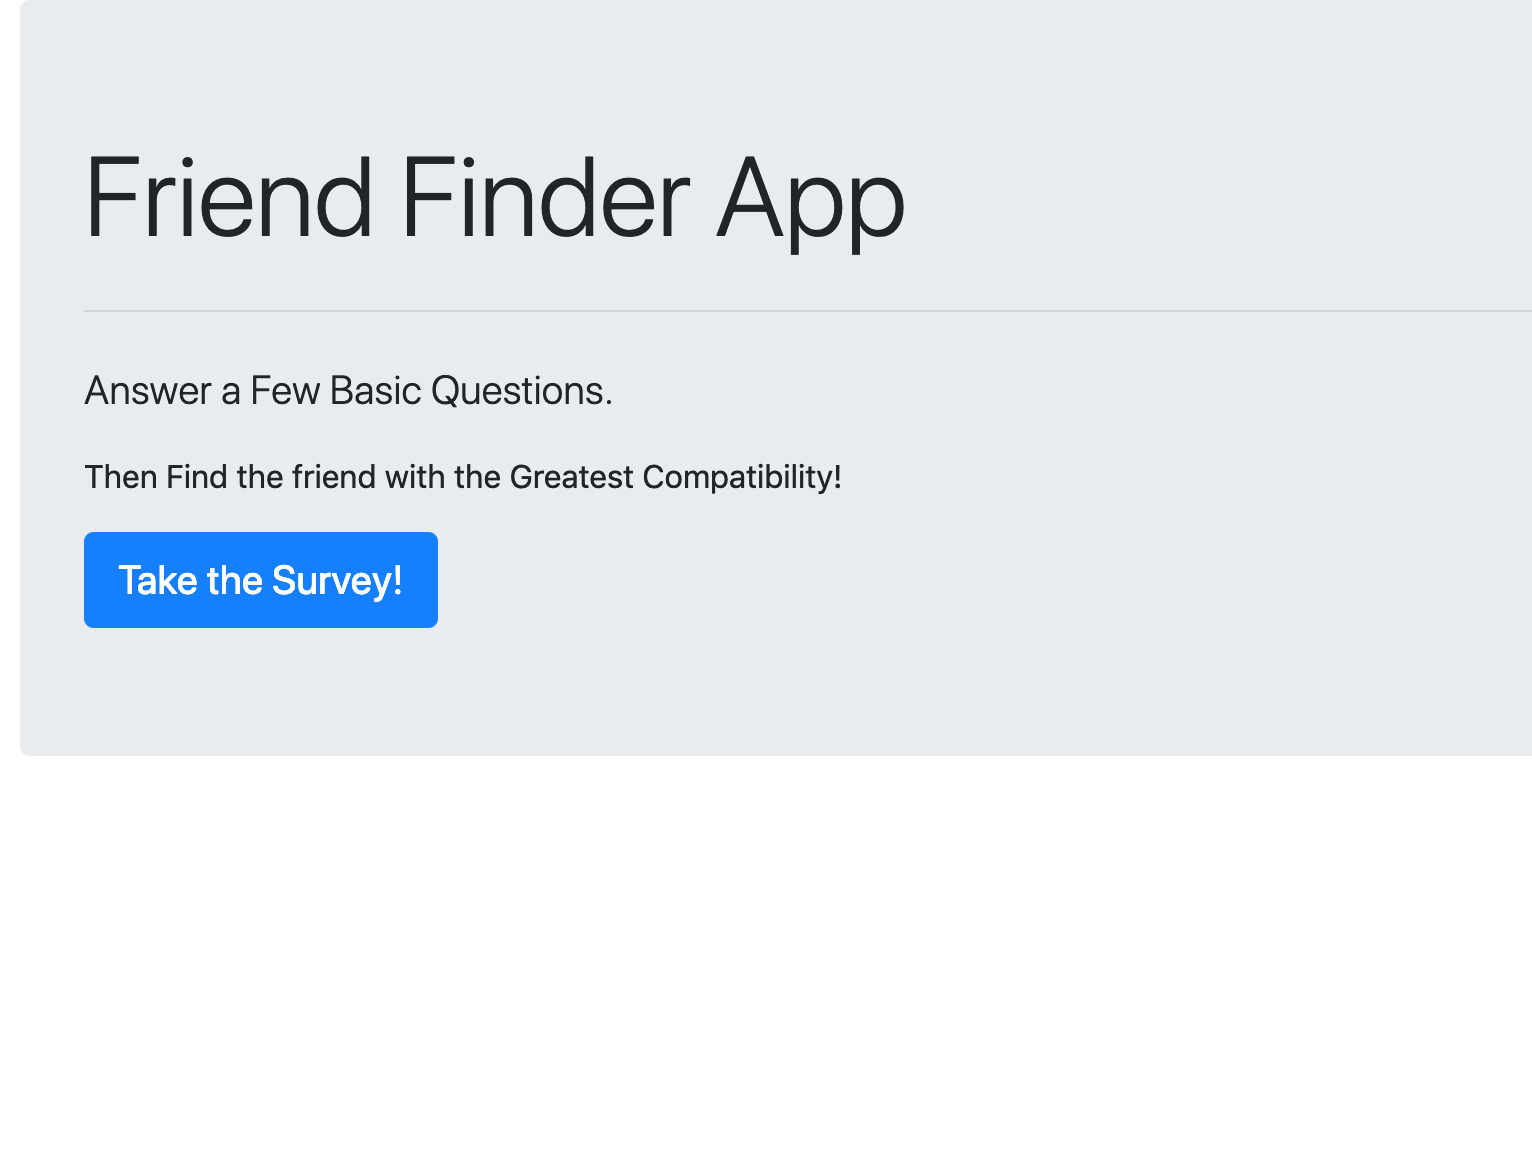 Friend Finder App
Answer a Few Basic Questions.
Then Find the friend with the Greatest Compatibility!
Take the Survey!